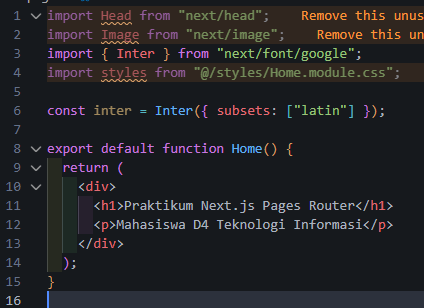 1 import Head from "next/head"; Remove this unus
2 import Image from "next/image"; Remove this un
3 import { Inter } from "next/font/google";
4 import styles from "@/styles/Home.module.css";
5
6 const inter = Inter({ subsets: ["latin"] });
7
8 export default function Home() {
9 return (
10 <div>
11 <h1>Praktikum Next.js Pages Router</h1>
12 <p>Mahasiswa D4 Teknologi Informasi</p>
13 </div>
14 );
15 }
16